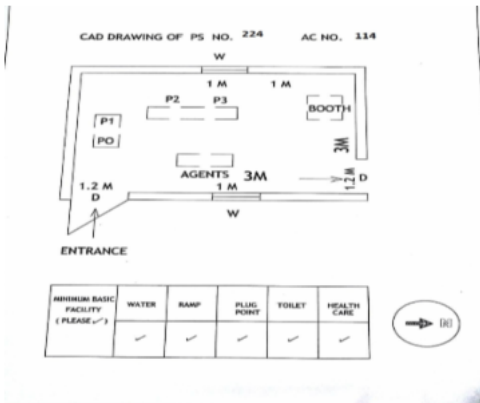 CAD DRAWING OF PS NO. 224 AC NO. 114
W
1 M 1 M
P2 P3
BOOTH
P1
PO
3M
AGENTS 3M
1.2 M 1 M 1.2 M D
D
W
ENTRANCE
MINIMUM BASIC FACILITY ( PLEASE ✓ ) WATER RAMP PLUG POINT TOILET HEALTH CARE
✓ ✓ ✓ ✓ ✓